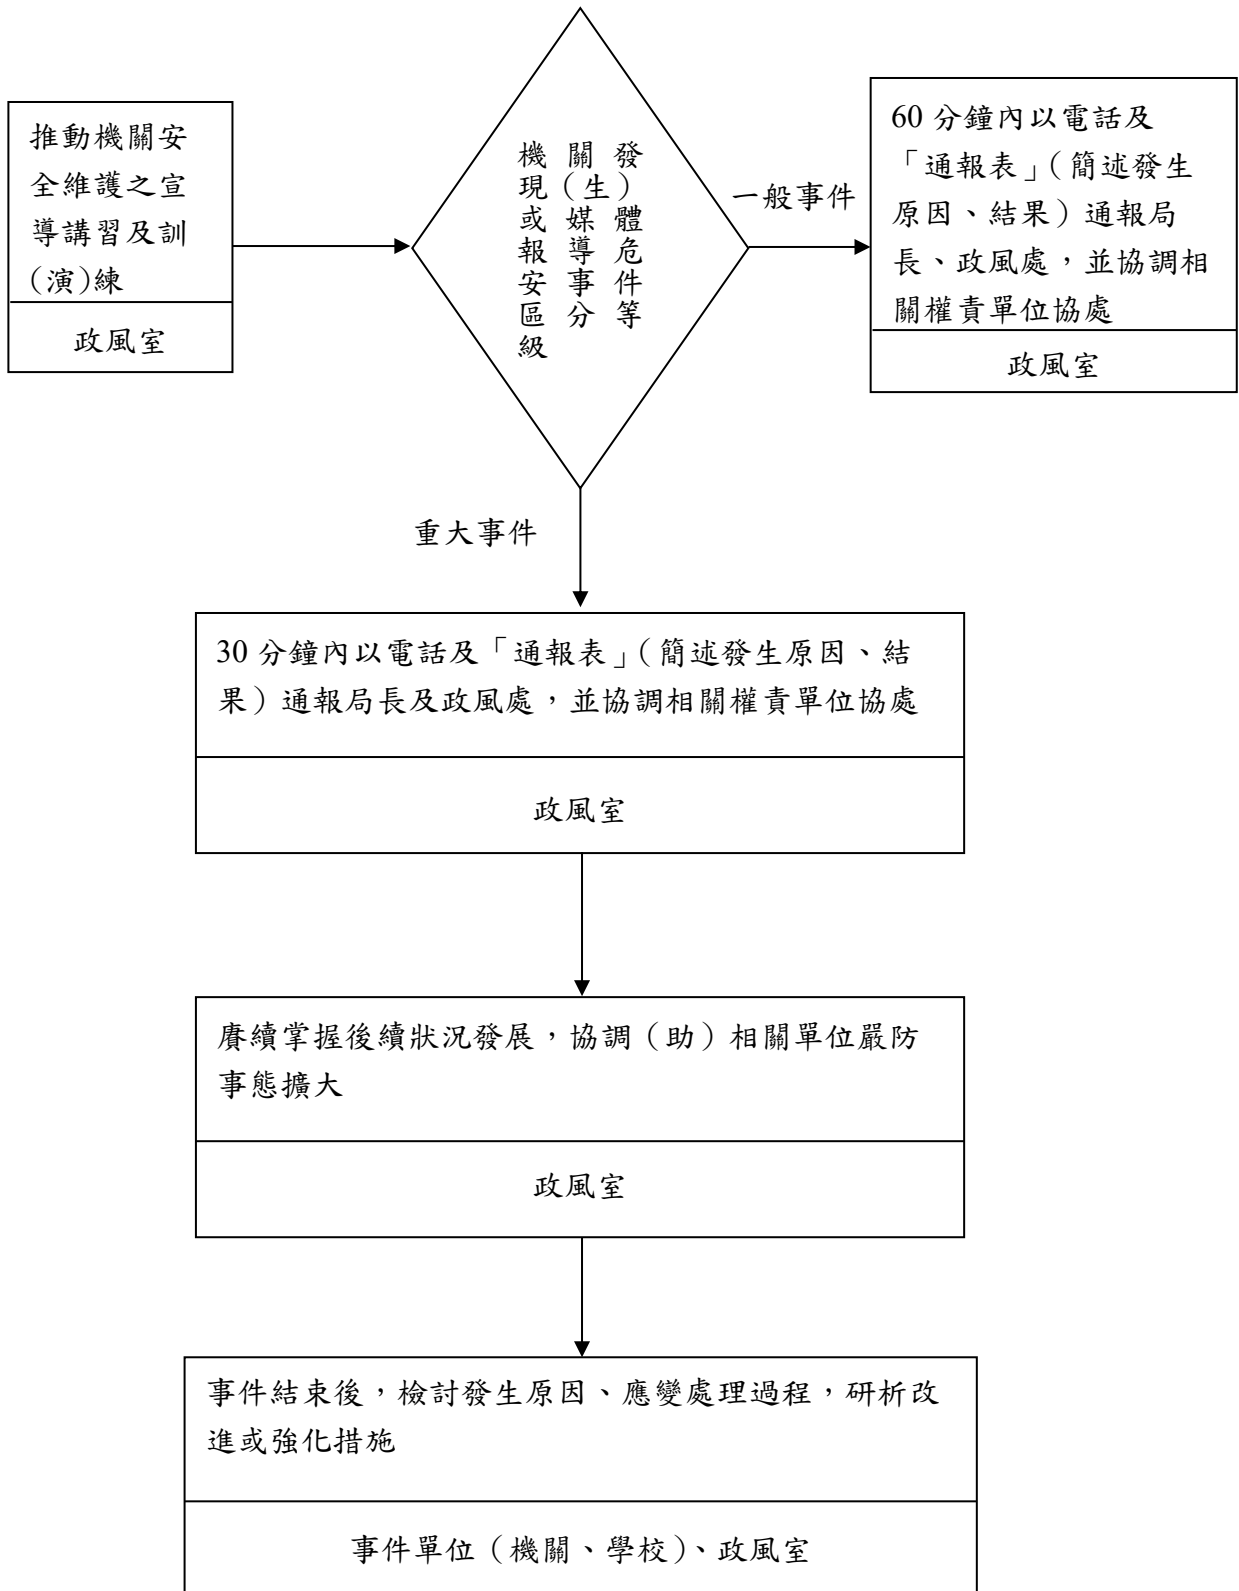 推動機關安
全維護之宣
導講習及訓
(演)練
政風室
機關發
現(生)
或媒體
報導危
安事件
區分等
級
一般事件
60 分鐘內以電話及
「通報表」(簡述發生
原因、結果)通報局
長、政風處,並協調相
關權責單位協處
政風室
重大事件
30 分鐘內以電話及「通報表」(簡述發生原因、結
果)通報局長及政風處,並協調相關權責單位協處
政風室
賡續掌握後續狀況發展,協調(助)相關單位嚴防
事態擴大
政風室
事件結束後,檢討發生原因、應變處理過程,研析改
進或強化措施
事件單位(機關、學校)、政風室